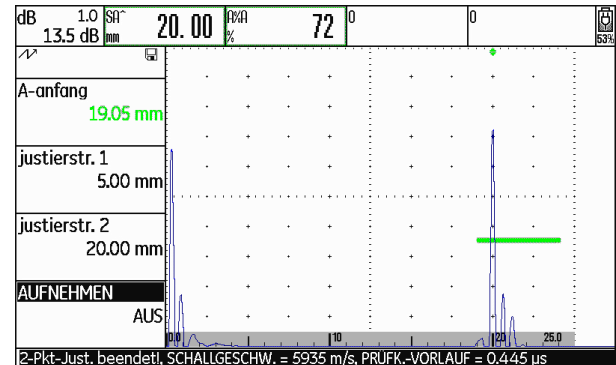 dB 1.0 SA^ A%A 0 0
13.5 dB mm 20.00 % 72 53%
A-anfang
19.05 mm
justierstr. 1
5.00 mm
justierstr. 2
20.00 mm
AUFNEHMEN
AUS
0.0 10 20 25.0
2-Pkt-Just. beendet!, SCHALLGESCHW. = 5935 m/s, PRÜFK.-VORLAUF = 0.445 µs